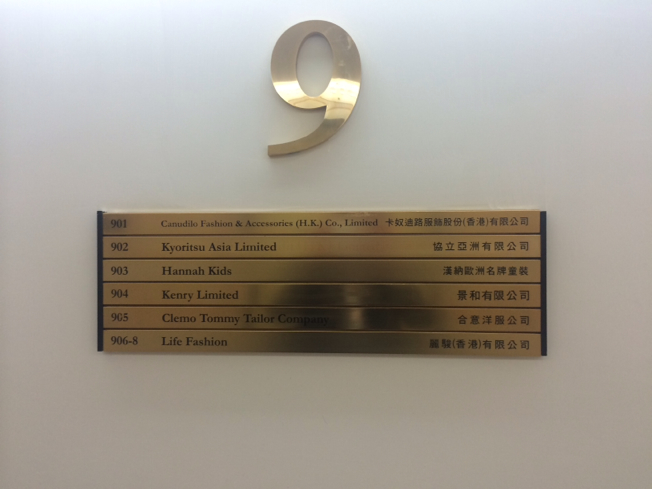 9
901 Canudilo Fashion & Accessories (H.K.) Co., Limited 卡奴迪路服飾股份(香港)有限公司
902 Kyoritsu Asia Limited 協立亞洲有限公司
903 Hannah Kids 漢納歐洲名牌童裝
904 Kenry Limited 景和有限公司
905 Clemo Tommy Tailor Company 合意洋服公司
906-8 Life Fashion 麗駿(香港)有限公司